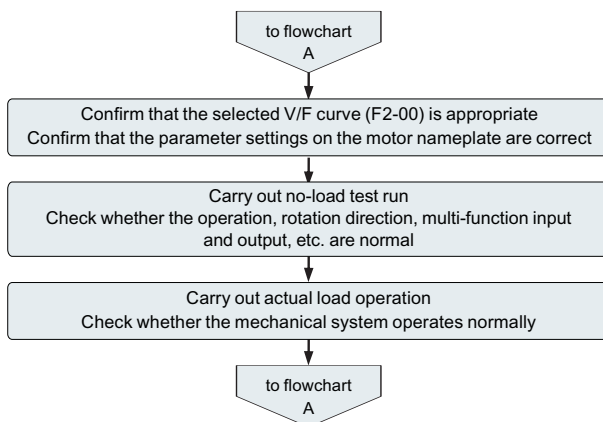 to flowchart
A
Confirm that the selected V/F curve (F2-00) is appropriate
Confirm that the parameter settings on the motor nameplate are correct
Carry out no-load test run
Check whether the operation, rotation direction, multi-function input
and output, etc. are normal
Carry out actual load operation
Check whether the mechanical system operates normally
to flowchart
A